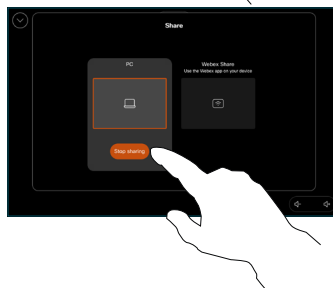 Share
PC
Webex Share
Use the Webex app on your device
Stop sharing